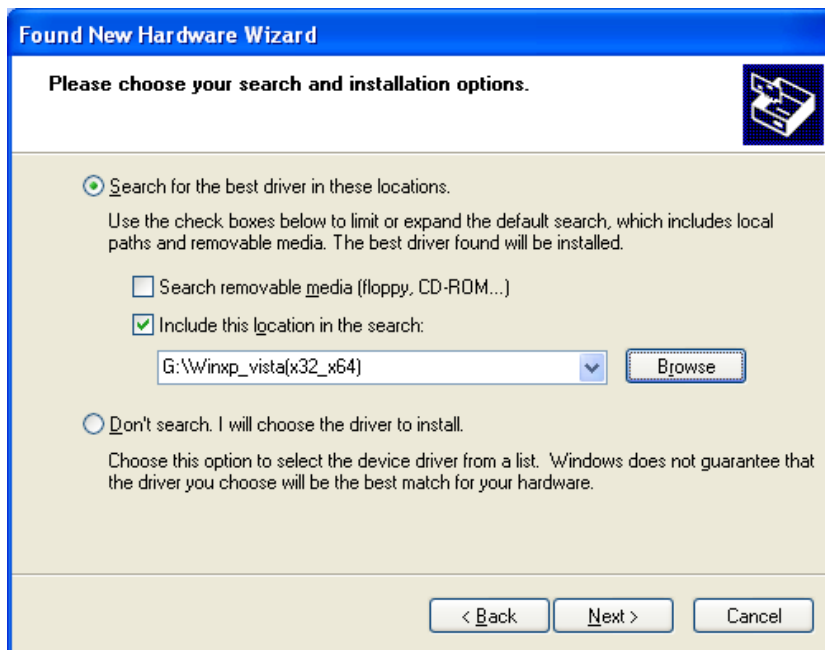 Found New Hardware Wizard
Please choose your search and installation options.
Search for the best driver in these locations.
Use the check boxes below to limit or expand the default search, which includes local
paths and removable media. The best driver found will be installed.
Search removable media (floppy, CD-ROM...)
Include this location in the search:
G:\Winxp_vista(x32_x64)
Browse
Don't search. I will choose the driver to install.
Choose this option to select the device driver from a list. Windows does not guarantee that
the driver you choose will be the best match for your hardware.
< Back
Next >
Cancel